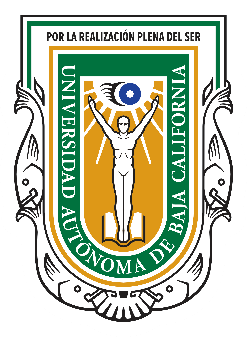 POR LA REALIZACIÓN PLENA DEL SER
UNIVERSIDAD AUTÓNOMA DE BAJA CALIFORNIA